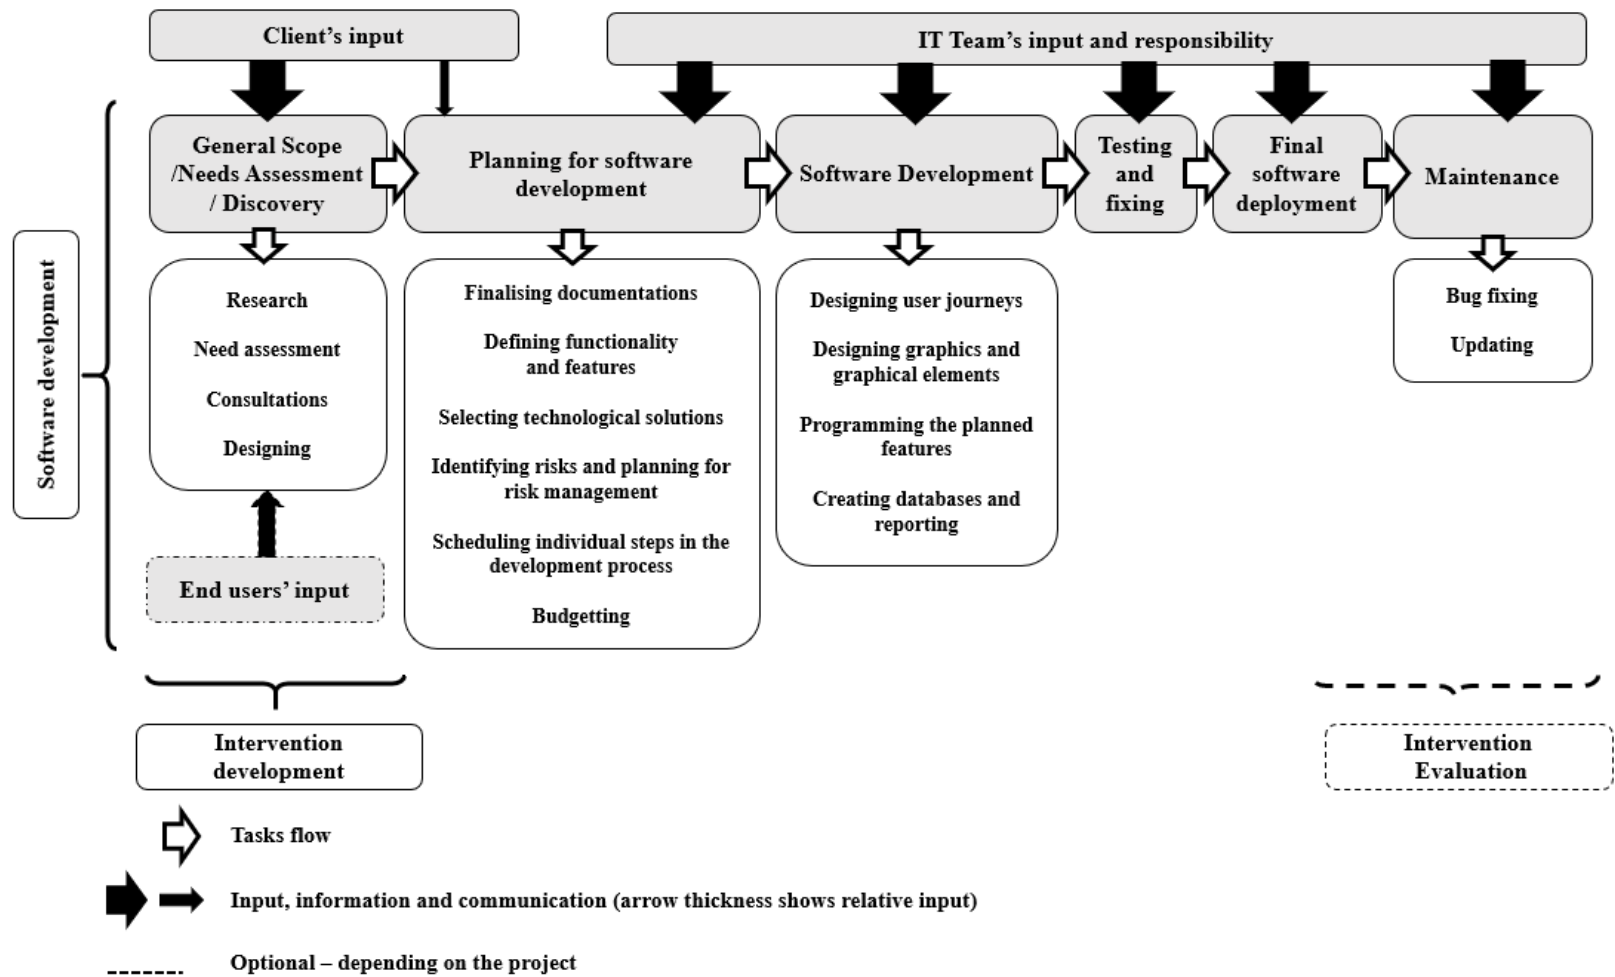 Client's input
IT Team's input and responsibility
General Scope
/Needs Assessment
/ Discovery
Planning for software
development
Software Development
Testing
and
fixing
Final
software
deployment
Maintenance
Software development
Research
Need assessment
Consultations
Designing
End users' input
Finalising documentations
Defining functionality
and features
Selecting technological solutions
Identifying risks and planning for
risk management
Scheduling individual steps in the
development process
Budgetting
Designing user journeys
Designing graphics and
graphical elements
Programming the planned
features
Creating databases and
reporting
Bug fixing
Updating
Intervention
development
Intervention
Evaluation
Tasks flow
Input, information and communication (arrow thickness shows relative input)
Optional – depending on the project